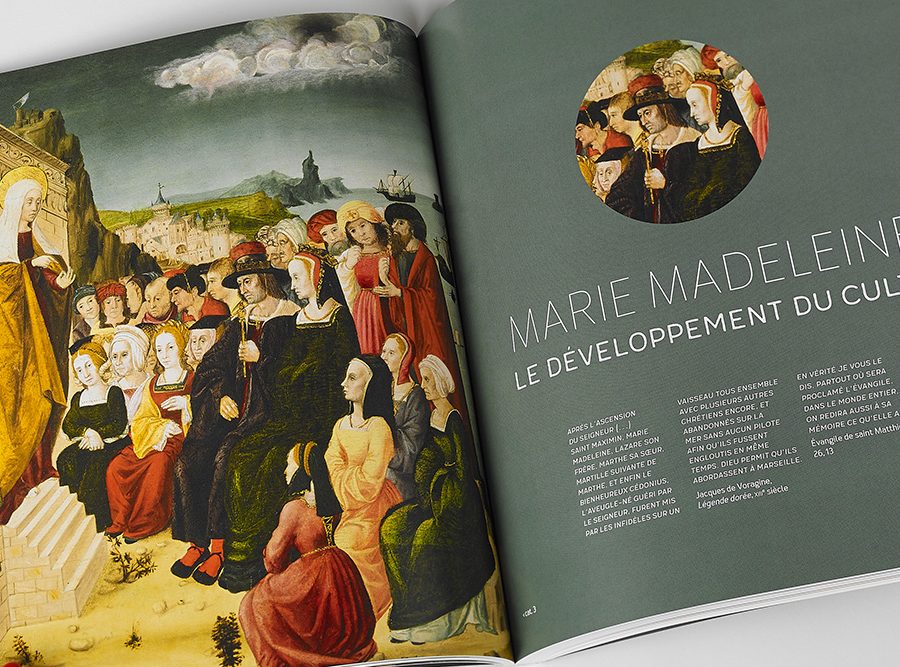 MARIE MADELEINE
LE DÉVELOPPEMENT DU
APRÈS L'ASCENSION
DU SEIGNEUR [...]
SAINT MAXIMIN, MARIE
MADELEINE, LAZARE SON
FRÈRE, MARTHE SA SŒUR,
MARTILLE SUIVANTE DE
MARTHE, ET ENFIN LE
BIENHEUREUX CÉDONIUS,
L'AVEUGLE-NÉ GUÉRI PAR
LE SEIGNEUR, FURENT MIS
PAR LES INFIDÈLES SUR UN
VAISSEAU TOUS ENSEMBLE
AVEC PLUSIEURS AUTRES
CHRÉTIENS ENCORE, ET
ABANDONNÉS SUR LA
MER SANS AUCUN PILOTE
AFIN QU'ILS FUSSENT
ENGLOUTIS EN MÊME
TEMPS. DIEU PERMIT QU'ILS
ABORDASSENT À MARSEILLE.
Jacques de Voragine,
Légende dorée, XIIIe siècle
EN VÉRITÉ JE VOUS LE
DIS, PARTOUT OÙ SERA
PROCLAMÉ L'ÉVANGILE,
DANS LE MONDE ENTIER,
ON REDIRA AUSSI À SA
MÉMOIRE CE QU'ELLE
Évangile de saint
26, 13
cat. 3